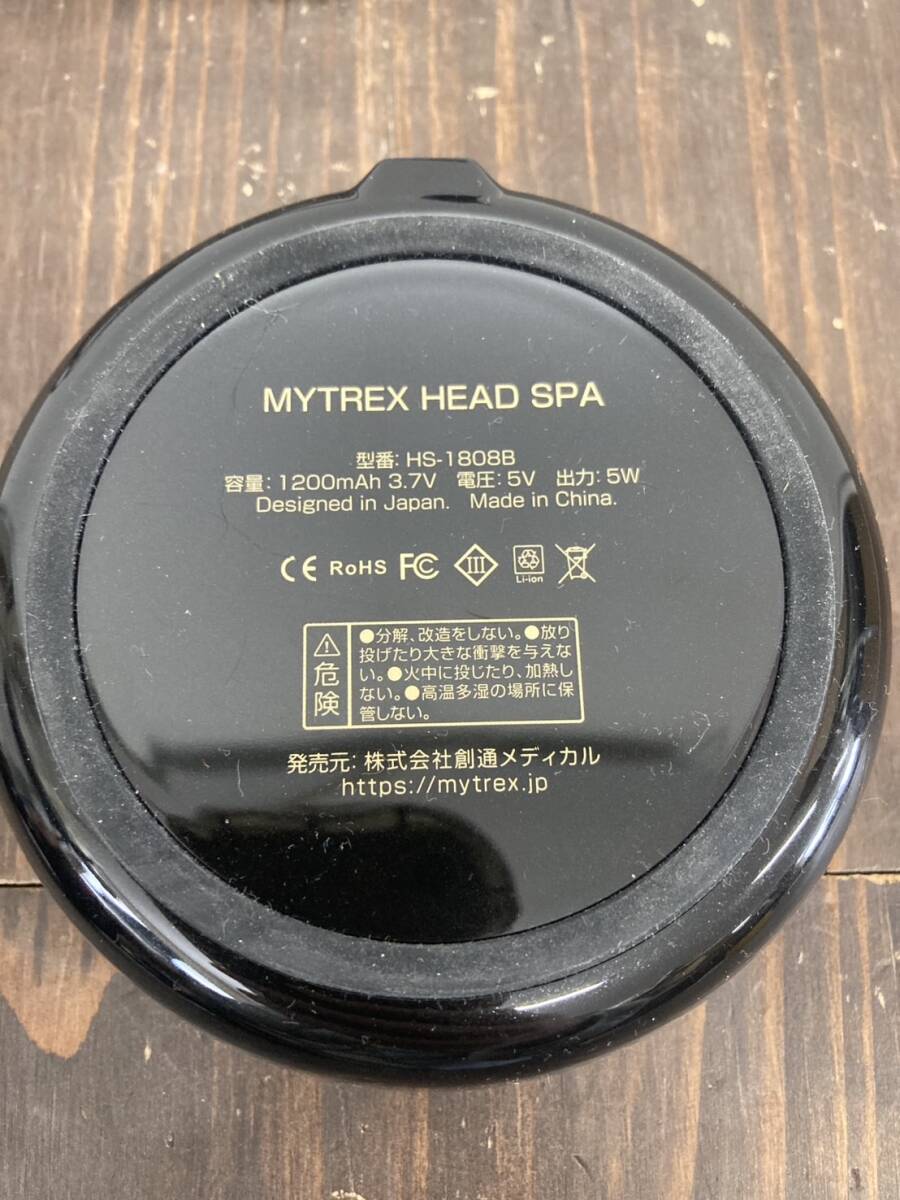 MYTREX HEAD SPA
型番: HS-1808B
容量: 1200mAh 3.7V 電圧: 5V 出力: 5W
Designed in Japan. Made in China.
CE RoHS FC III
Li-ion
危険
●分解、改造をしない。●放り
投げたり大きな衝撃を与えな
い。●火中に投じたり、加熱し
ない。●高温多湿の場所に保
管しない。
発売元: 株式会社創通メディカル
https://mytrex.jp